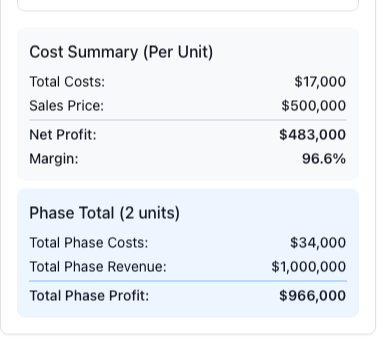 Cost Summary (Per Unit)
Total Costs: $17,000
Sales Price: $500,000
Net Profit: $483,000
Margin: 96.6%
Phase Total (2 units)
Total Phase Costs: $34,000
Total Phase Revenue: $1,000,000
Total Phase Profit: $966,000